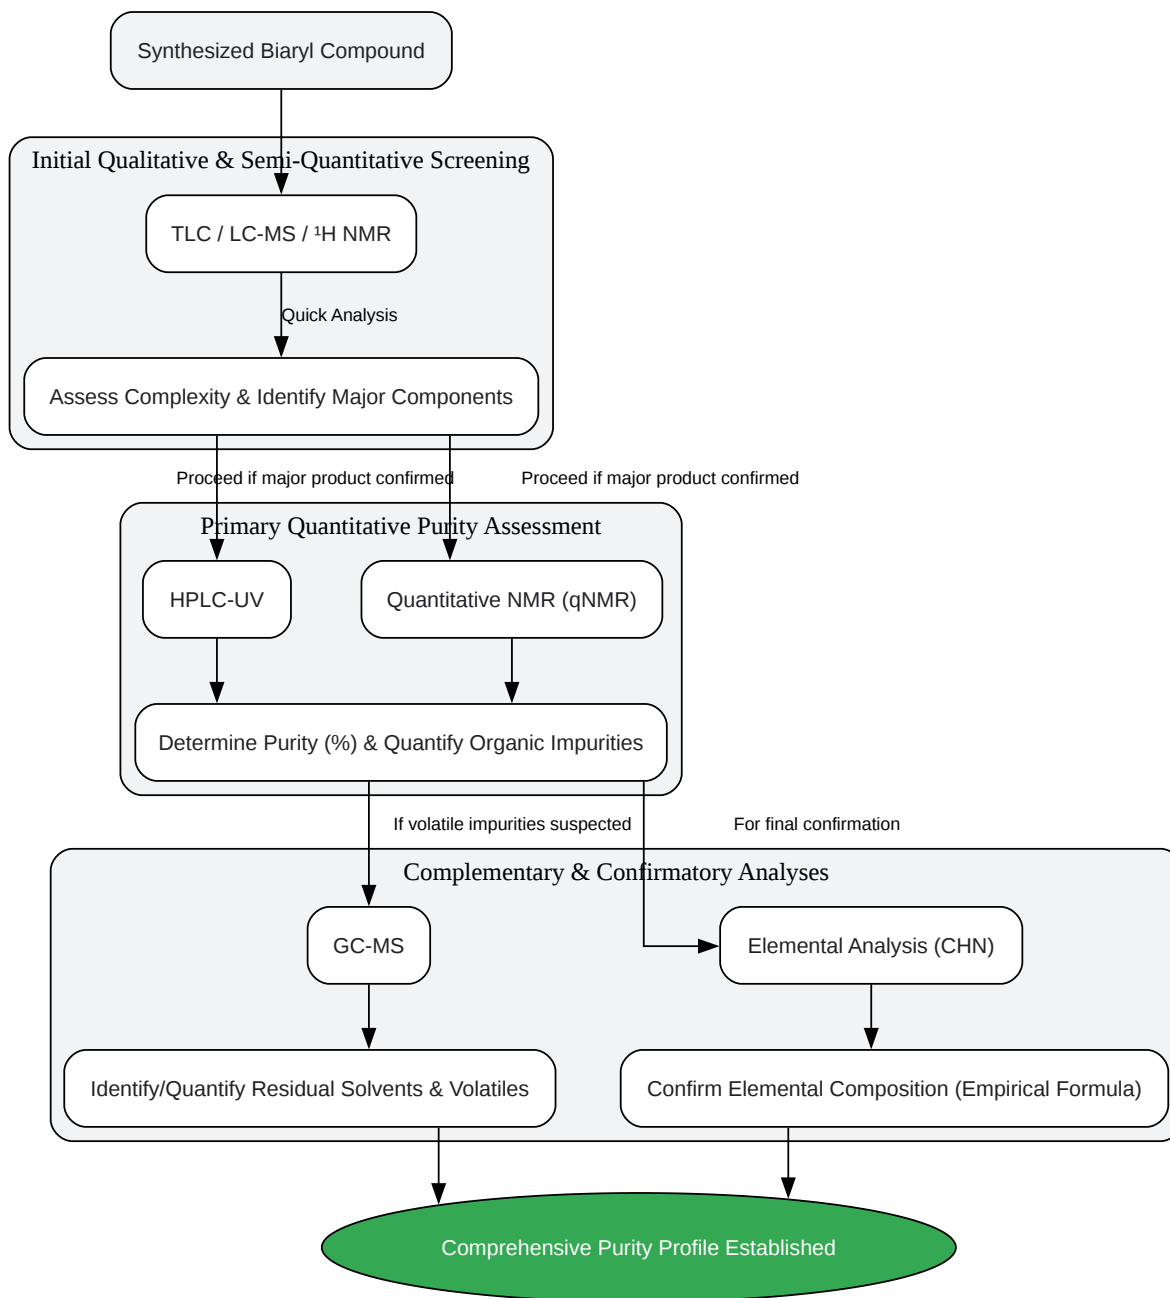 Synthesized Biaryl Compound
Initial Qualitative & Semi-Quantitative Screening
TLC / LC-MS / ¹H NMR
Quick Analysis
Assess Complexity & Identify Major Components
Proceed if major product confirmed
Proceed if major product confirmed
Primary Quantitative Purity Assessment
HPLC-UV
Quantitative NMR (qNMR)
Determine Purity (%) & Quantify Organic Impurities
If volatile impurities suspected
For final confirmation
Complementary & Confirmatory Analyses
GC-MS
Elemental Analysis (CHN)
Identify/Quantify Residual Solvents & Volatiles
Confirm Elemental Composition (Empirical Formula)
Comprehensive Purity Profile Established